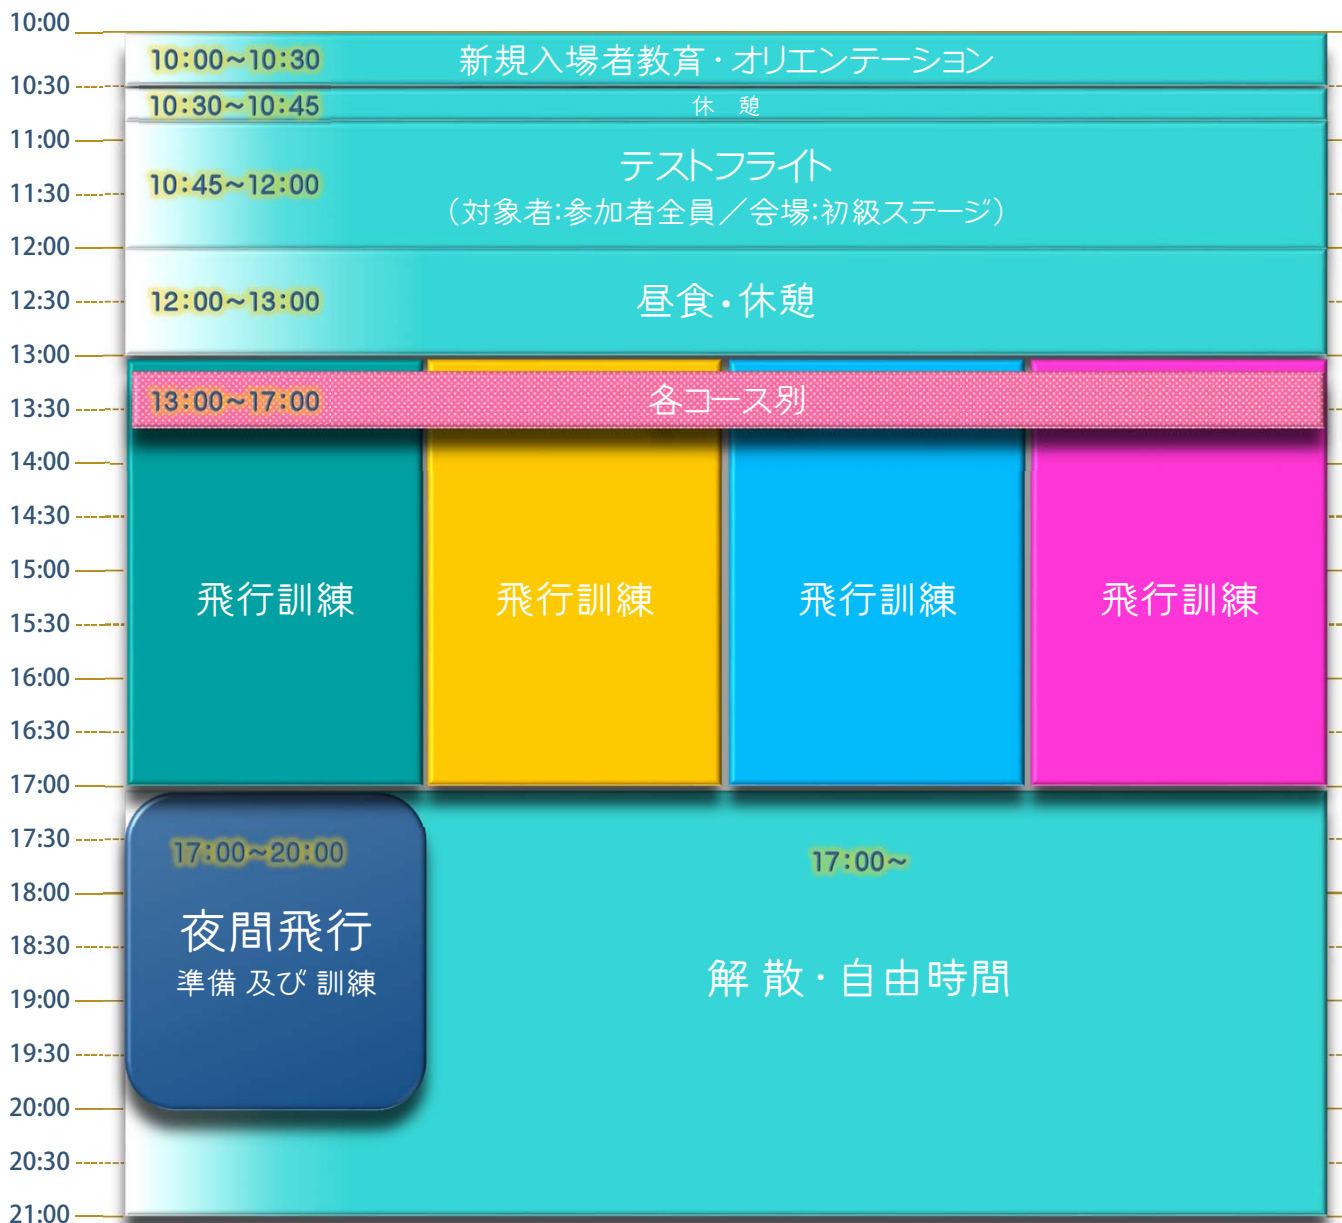 10:00
10:00~10:30 新規入場者教育・オリエンテーション
10:30
10:30~10:45 休 憩
11:00
テストフライト
10:45~12:00
11:30
(対象者:参加者全員/会場:初級ステージ)
12:00
12:30
12:00~13:00 昼食・休憩
13:00
13:00~17:00 各コース別
13:30
14:00
14:30
15:00
飛行訓練 飛行訓練 飛行訓練 飛行訓練
15:30
16:00
16:30
17:00
17:30
17:00~20:00 17:00~
18:00
夜間飛行
18:30
準備 及び 訓練 解 散・自由時間
19:00
19:30
20:00
20:30
21:00